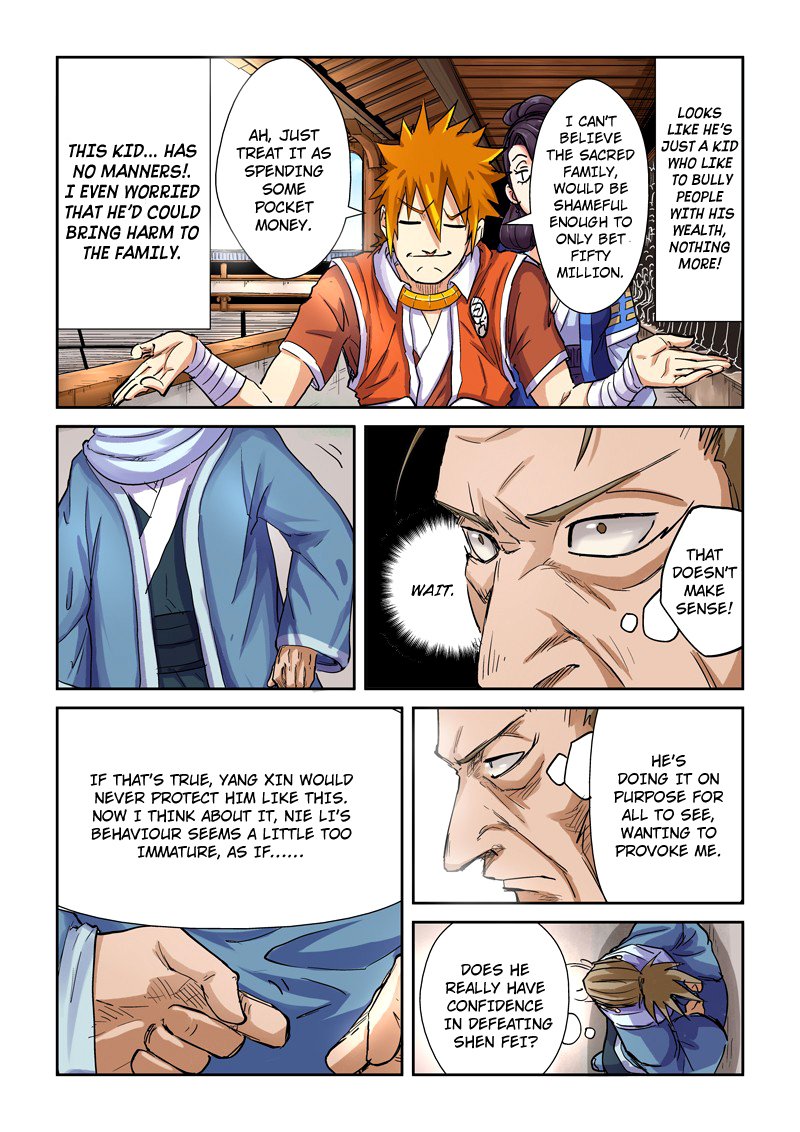 THIS KID... HAS
NO MANNERS!.
I EVEN WORRIED
THAT HE'D COULD
BRING HARM TO
THE FAMILY.
AH, JUST
TREAT IT AS
SPENDING
SOME
POCKET
MONEY.
I CAN'T
BELIEVE
THE SACRED
FAMILY,
WOULD BE
SHAMEFUL
ENOUGH TO
ONLY BET
FIFTY
MILLION.
LOOKS
LIKE HE'S
JUST A KID
WHO LIKE
TO BULLY
PEOPLE
WITH HIS
WEALTH,
NOTHING
MORE!
WAIT.
THAT
DOESN'T
MAKE
SENSE!
IF THAT'S TRUE, YANG XIN WOULD
NEVER PROTECT HIM LIKE THIS.
NOW I THINK ABOUT IT, NIE LI'S
BEHAVIOUR SEEMS A LITTLE TOO
IMMATURE, AS IF......
HE'S
DOING IT ON
PURPOSE FOR
ALL TO SEE,
WANTING TO
PROVOKE ME.
DOES HE
REALLY HAVE
CONFIDENCE
IN DEFEATING
SHEN FEI?